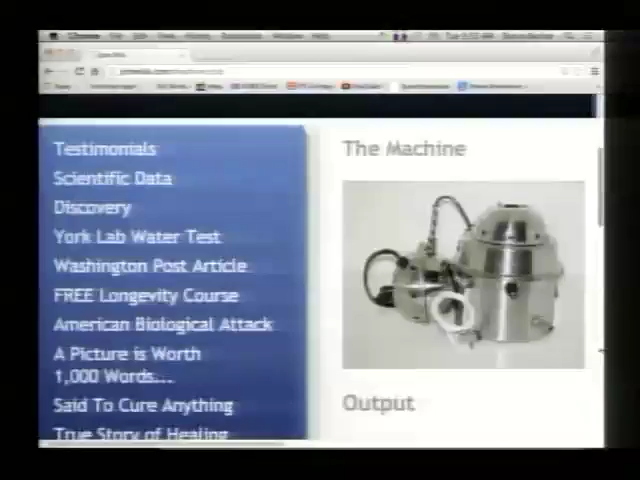 Testimonials
Scientific Data
Discovery
York Lab Water Test
Washington Post Article
FREE Longevity Course
American Biological Attack
A Picture is Worth
1,000 Words...
Said To Cure Anything
True Story of Healing
The Machine
Output